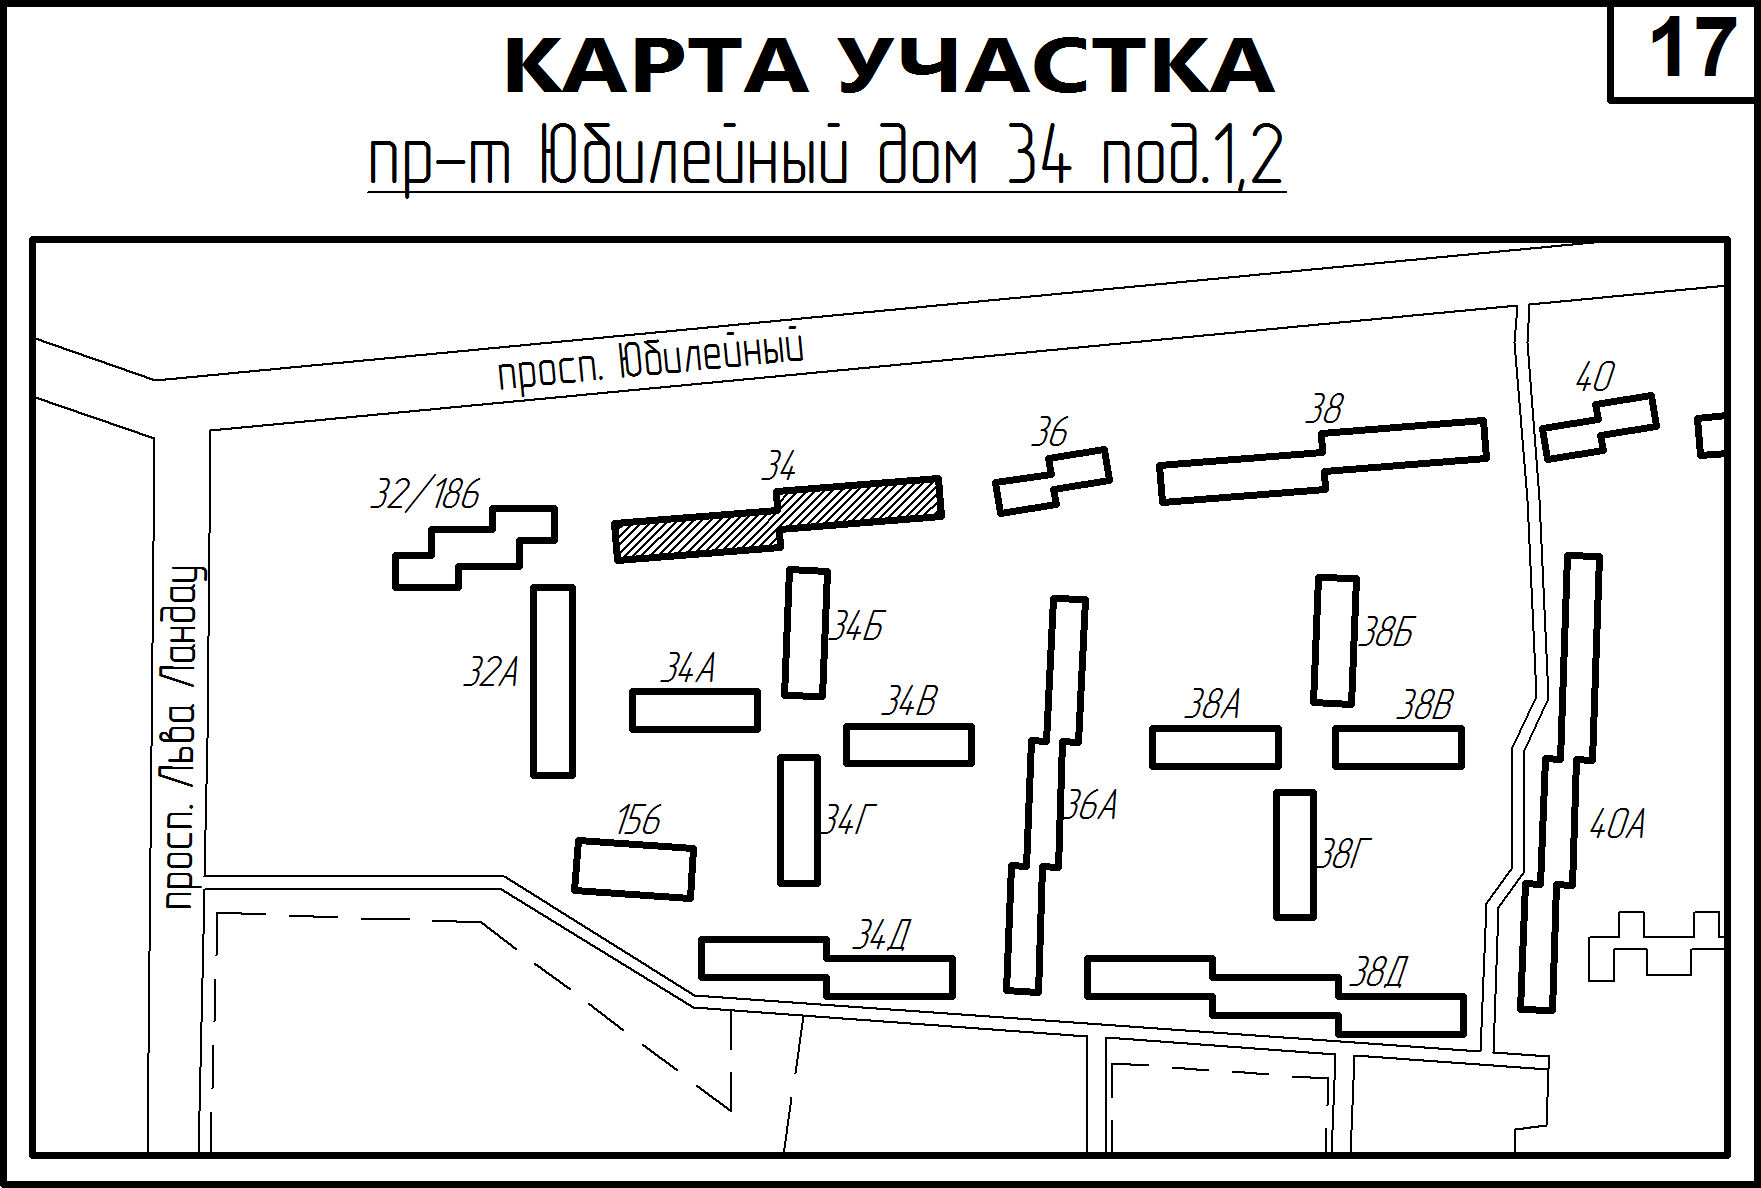 17
КАРТА УЧАСТКА
пр-т Юбилейный дом 34 под.1,2
просп. Юбилейный
40
38
36
34
32/186
34Б
38Б
32А
34А
34В
38А
38В
просп. Льва Ландау
156
34Г
36А
38Г
40А
34Д
38Д